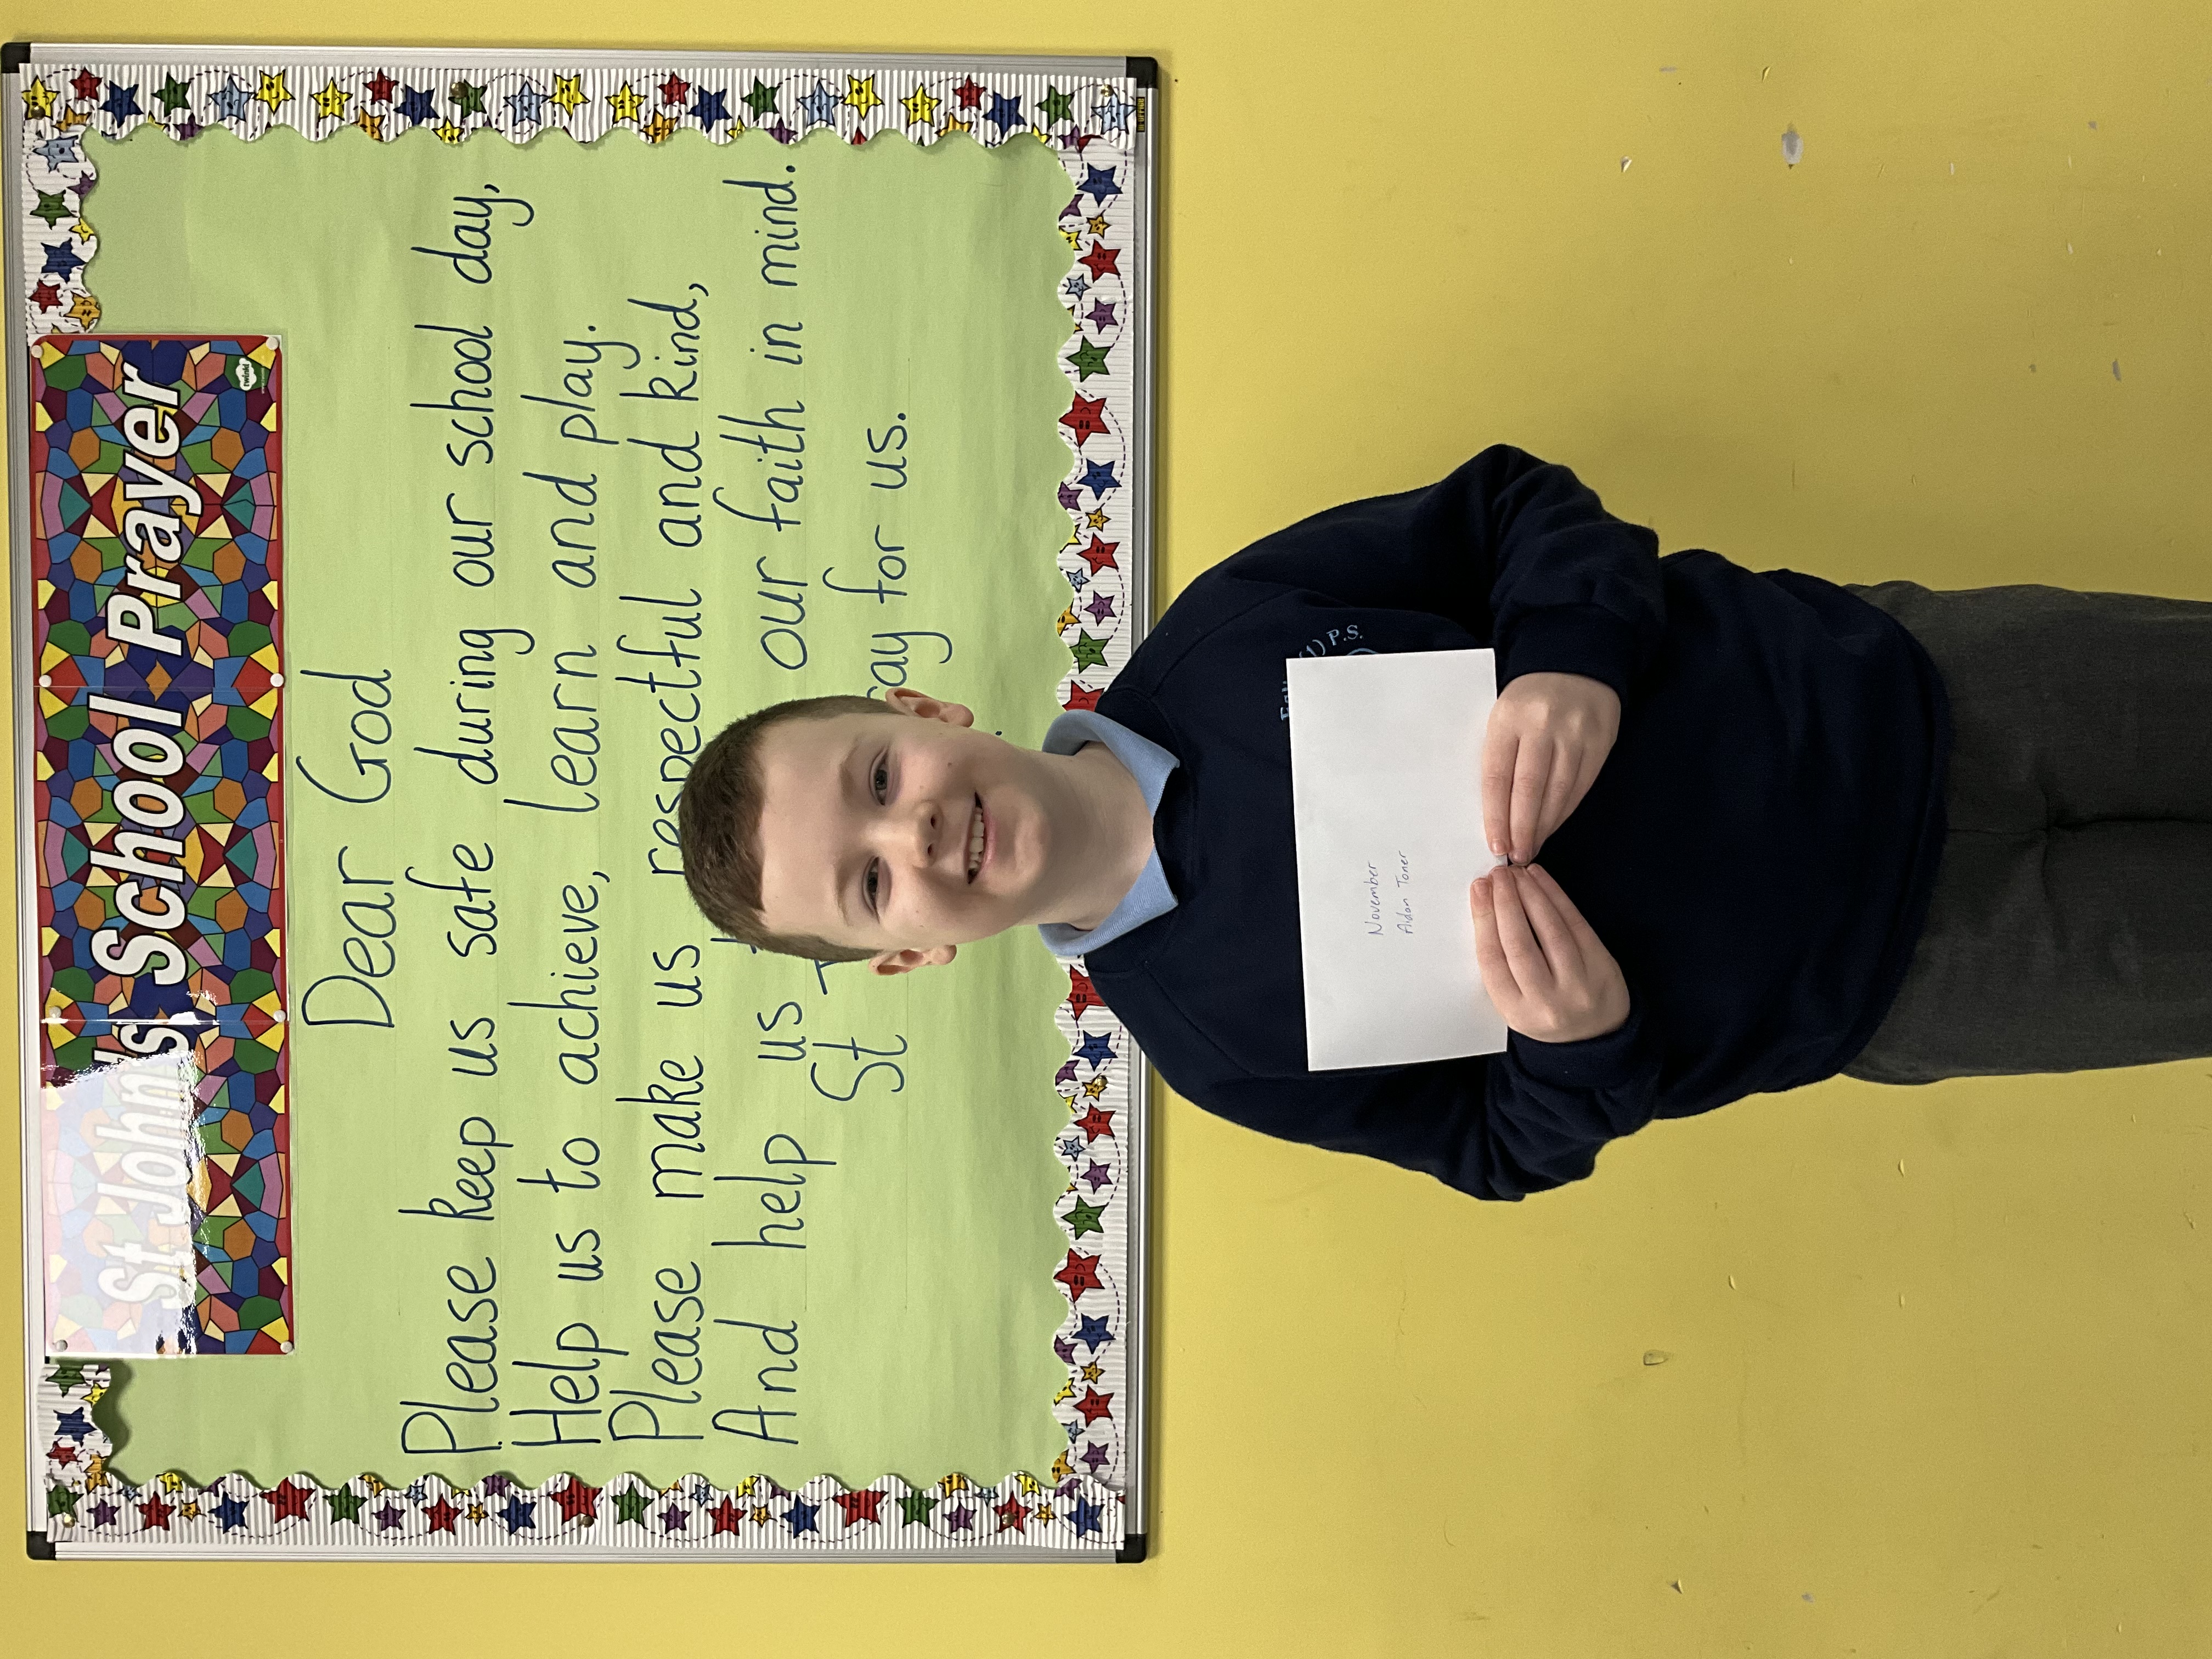 St John's School Prayer
twinkl
Dear God
Please keep us safe during our school day,
Help us to achieve, learn and play.
Please make us respectful and kind,
And help us our faith in mind.
St for us.
(1) P.S.
November
Aidan Toner